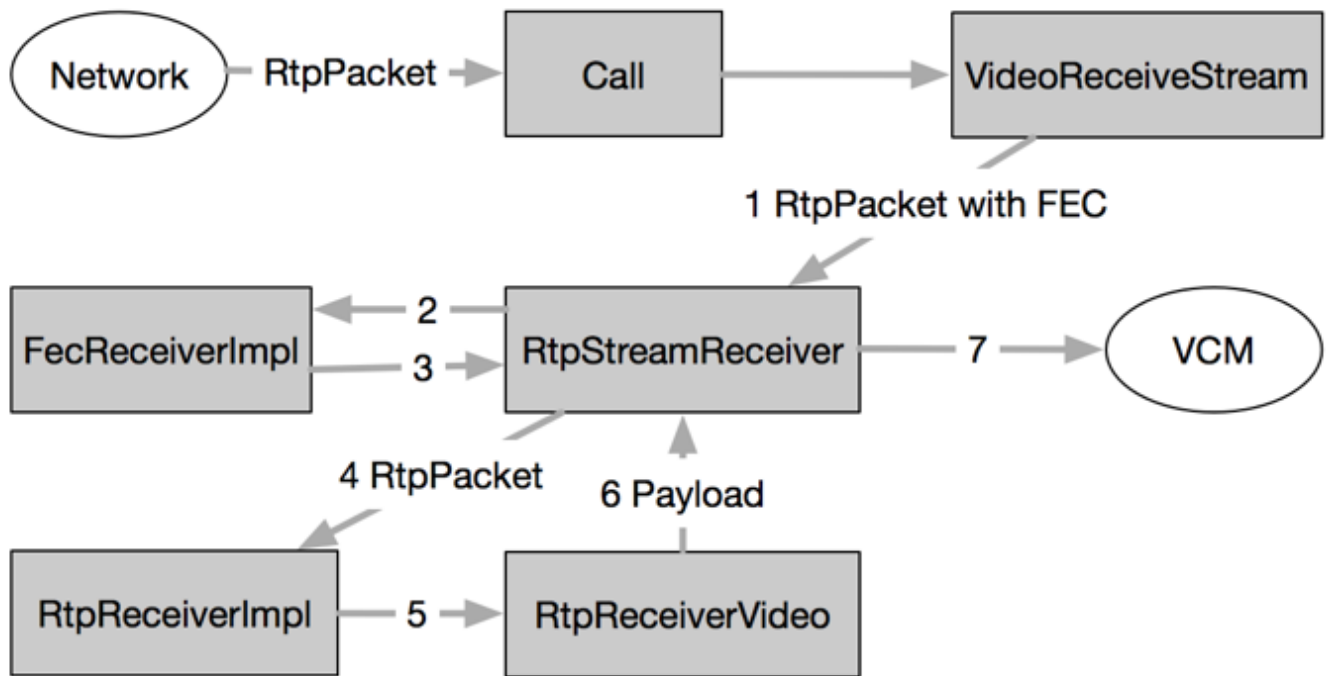 Network
RtpPacket
Call
VideoReceiveStream
1 RtpPacket with FEC
FecReceiverImpl
2
3
RtpStreamReceiver
7
VCM
4 RtpPacket
6 Payload
RtpReceiverImpl
5
RtpReceiverVideo